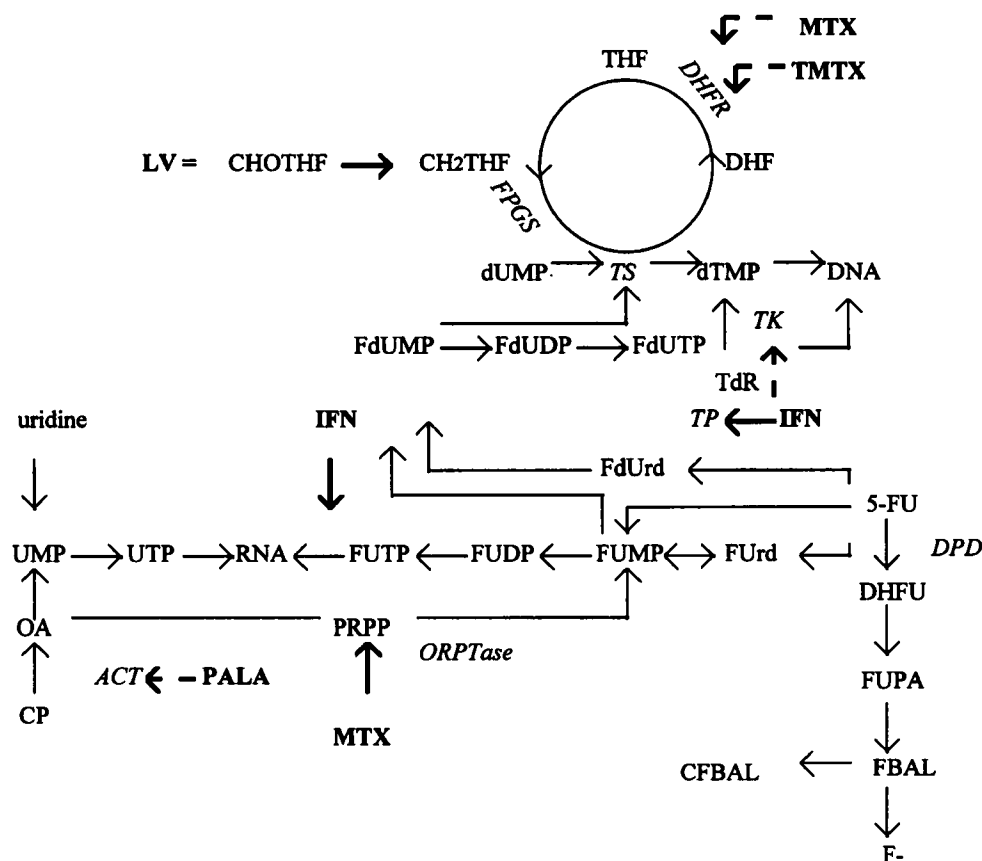 MTX
THF
DHFR
TMTX
LV = CHOTHF CH2THF DHF
FPGS
dUMP TS dTMP DNA
TK
FdUMP FdUDP FdUTP
TdR
uridine IFN TP IFN
FdUrd
5-FU
UMP UTP RNA FUTP FUDP FUMP FUrd DPD
DHFU
OA PRPP
ORPTase
ACT PALA FUPA
CP
MTX
CFBAL FBAL
F-